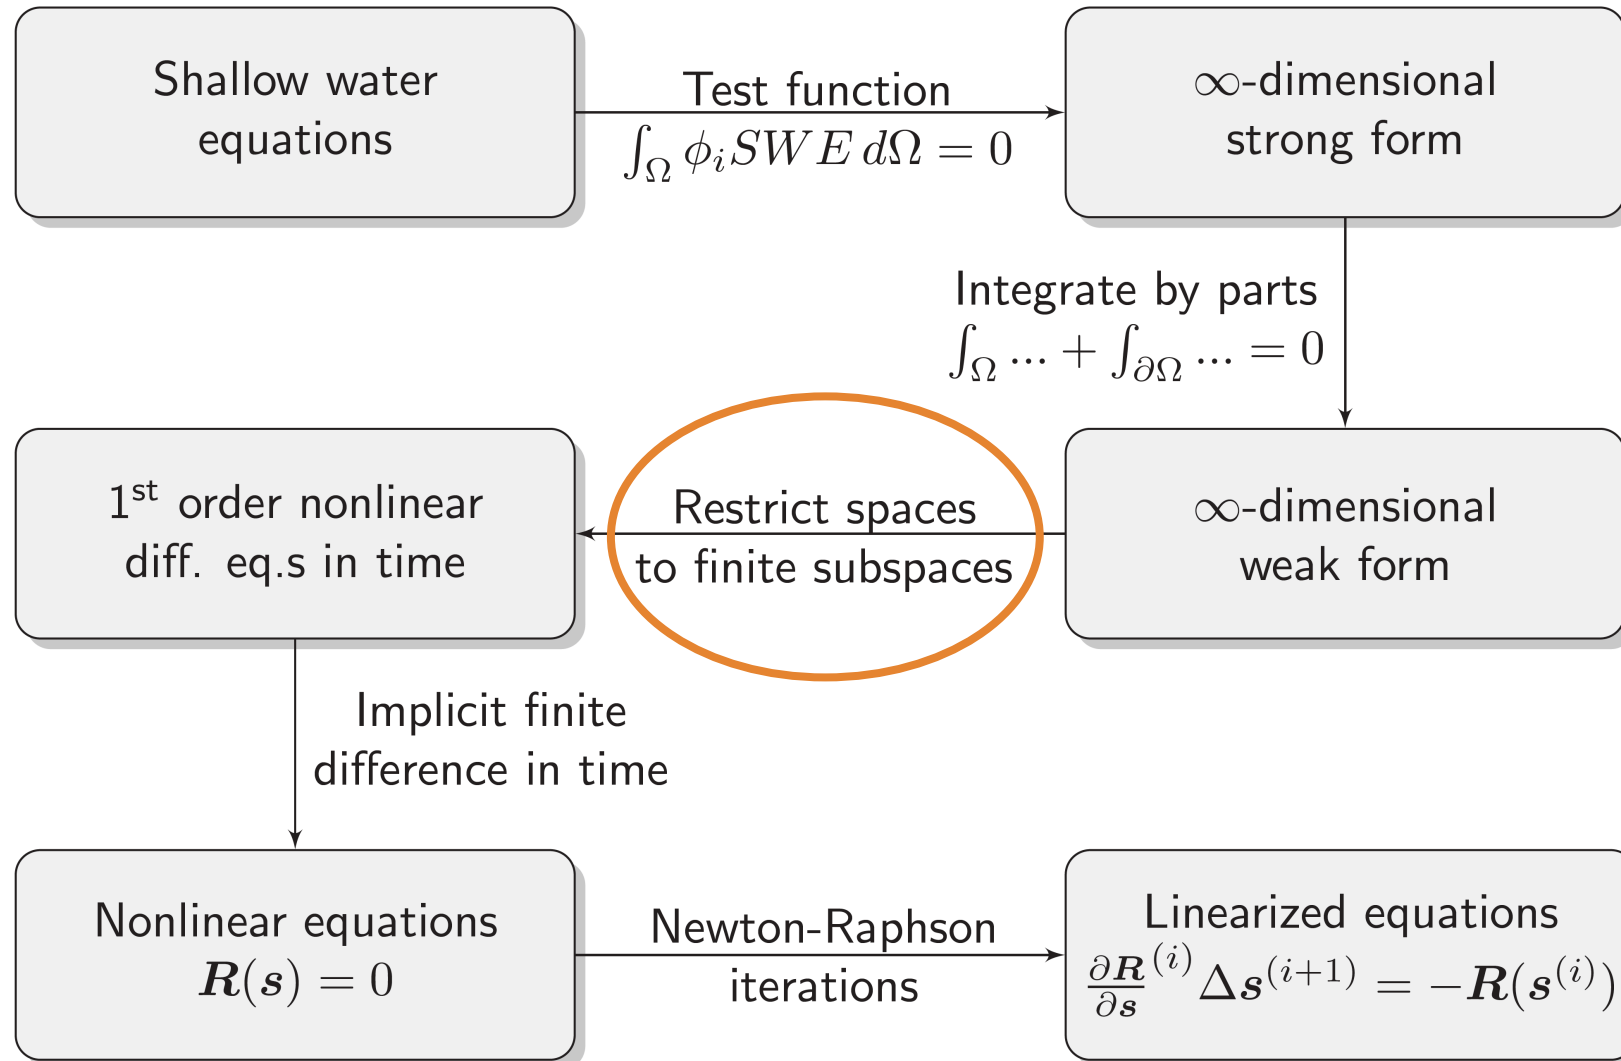 Shallow water
equations
Test function
∫_Ω ϕ_i SWE dΩ = 0
∞-dimensional
strong form
Integrate by parts
∫_Ω ... + ∫_∂Ω ... = 0
1st order nonlinear
diff. eq.s in time
Restrict spaces
to finite subspaces
∞-dimensional
weak form
Implicit finite
difference in time
Nonlinear equations
R(s) = 0
Newton-Raphson
iterations
Linearized equations
∂R/∂s^(i) Δs^(i+1) = −R(s^(i))